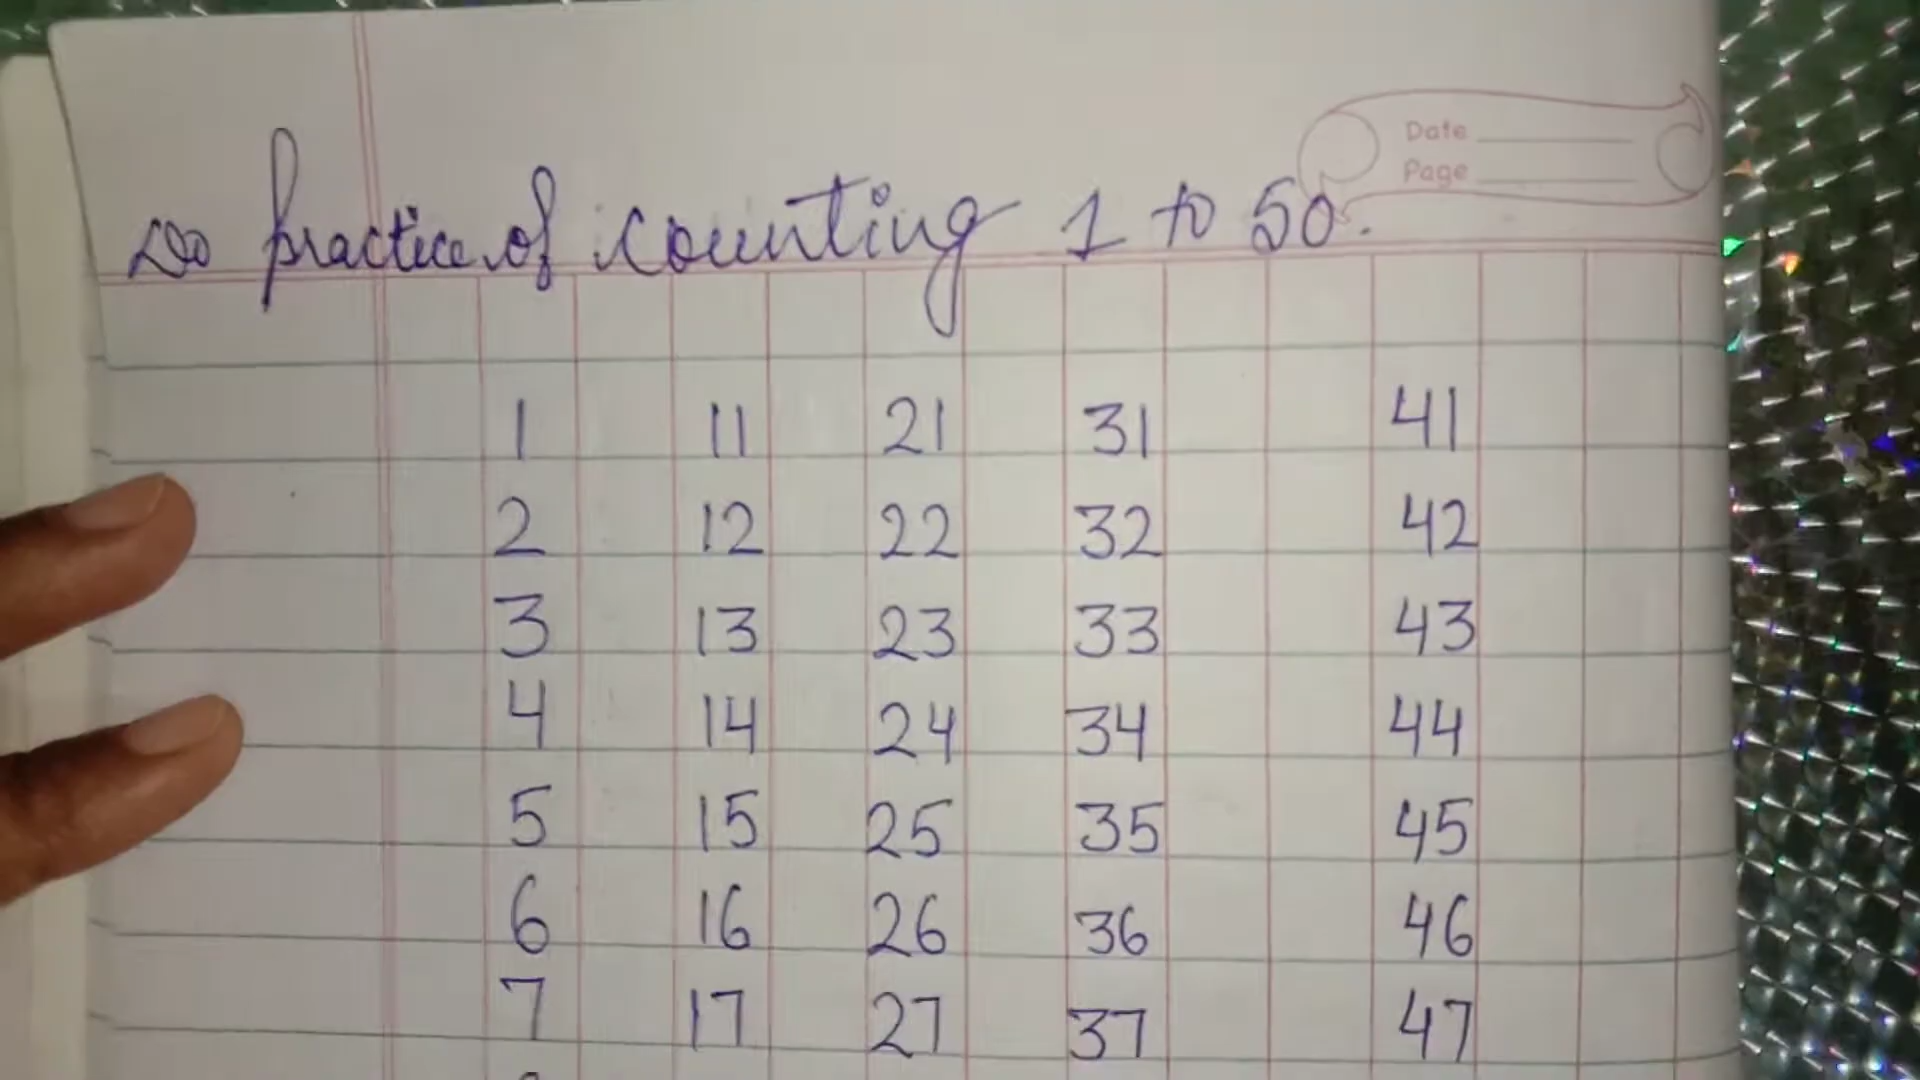 Date
Page
Do practice of counting 1 to 50.
1 11 21 31 41
2 12 22 32 42
3 13 23 33 43
4 14 24 34 44
5 15 25 35 45
6 16 26 36 46
7 17 27 37 47